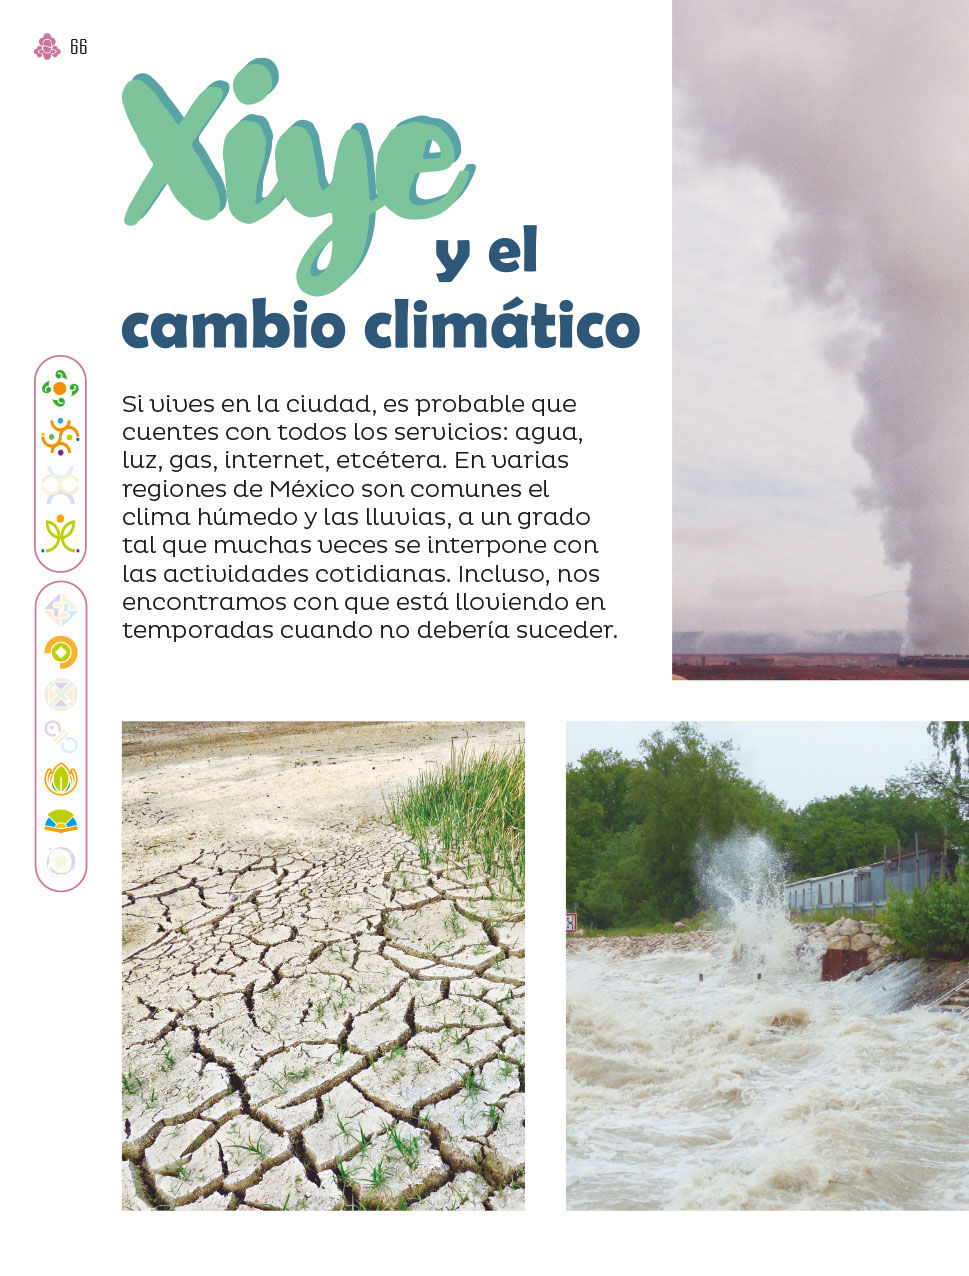 66
Xiye
y el
cambio climático
Si vives en la ciudad, es probable que
cuentes con todos los servicios: agua,
luz, gas, internet, etcétera. En varias
regiones de México son comunes el
clima húmedo y las lluvias, a un grado
tal que muchas veces se interpone con
las actividades cotidianas. Incluso, nos
encontramos con que está lloviendo en
temporadas cuando no debería suceder.